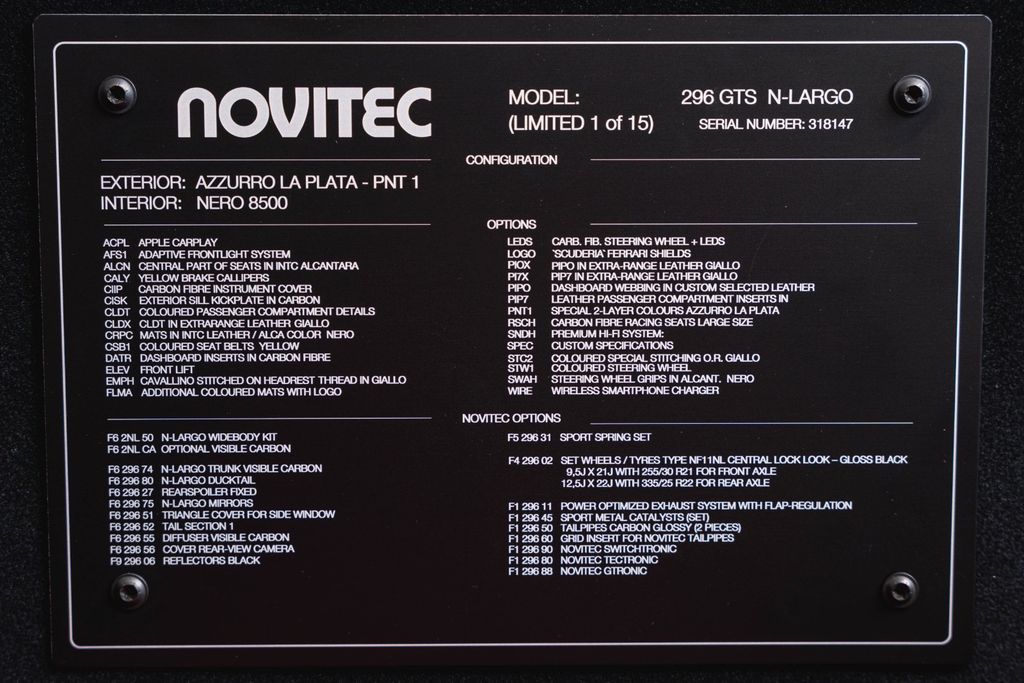 NOVITEC
MODEL: 296 GTS N-LARGO
(LIMITED 1 of 15) SERIAL NUMBER: 318147
CONFIGURATION
EXTERIOR: AZZURRO LA PLATA - PNT 1
INTERIOR: NERO 8500
OPTIONS
ACPL APPLE CARPLAY
AFS1 ADAPTIVE FRONTLIGHT SYSTEM
ALCN CENTRAL PART OF SEATS IN INTC ALCANTARA
CALY YELLOW BRAKE CALLIPERS
CIIP CARBON FIBRE INSTRUMENT COVER
CISK EXTERIOR SILL KICKPLATE IN CARBON
CLDT COLOURED PASSENGER COMPARTMENT DETAILS
CLDX CLDT IN EXTRARANGE LEATHER GIALLO
CRPC MATS IN INTC LEATHER / ALCA COLOR NERO
CSB1 COLOURED SEAT BELTS YELLOW
DATR DASHBOARD INSERTS IN CARBON FIBRE
ELEV FRONT LIFT
EMPH CAVALLINO STITCHED ON HEADREST THREAD IN GIALLO
FLMA ADDITIONAL COLOURED MATS WITH LOGO
LEDS CARB. FIB. STEERING WHEEL + LEDS
LOGO 'SCUDERIA' FERRARI SHIELDS
PIOX PIPO IN EXTRA-RANGE LEATHER GIALLO
PI7X PIP7 IN EXTRA-RANGE LEATHER GIALLO
PIPO DASHBOARD WEBBING IN CUSTOM SELECTED LEATHER
PIP7 LEATHER PASSENGER COMPARTMENT INSERTS IN
PNT1 SPECIAL 2-LAYER COLOURS AZZURRO LA PLATA
RSCH CARBON FIBRE RACING SEATS LARGE SIZE
SNDH PREMIUM HI-FI SYSTEM:
SPEC CUSTOM SPECIFICATIONS
STC2 COLOURED SPECIAL STITCHING O.R. GIALLO
STW1 COLOURED STEERING WHEEL
SWAH STEERING WHEEL GRIPS IN ALCANT. NERO
WIRE WIRELESS SMARTPHONE CHARGER
NOVITEC OPTIONS
F6 2NL 50 N-LARGO WIDEBODY KIT
F6 2NL CA OPTIONAL VISIBLE CARBON
F6 296 74 N-LARGO TRUNK VISIBLE CARBON
F6 296 80 N-LARGO DUCKTAIL
F6 296 27 REARSPOILER FIXED
F6 296 75 N-LARGO MIRRORS
F6 296 51 TRIANGLE COVER FOR SIDE WINDOW
F6 296 52 TAIL SECTION 1
F6 296 55 DIFFUSER VISIBLE CARBON
F6 296 56 COVER REAR-VIEW CAMERA
F9 296 06 REFLECTORS BLACK
F5 296 31 SPORT SPRING SET
F4 296 02 SET WHEELS / TYRES TYPE NF11NL CENTRAL LOCK LOOK – GLOSS BLACK
9,5J X 21J WITH 255/30 R21 FOR FRONT AXLE
12,5J X 22J WITH 335/25 R22 FOR REAR AXLE
F1 296 11 POWER OPTIMIZED EXHAUST SYSTEM WITH FLAP-REGULATION
F1 296 45 SPORT METAL CATALYSTS (SET)
F1 296 50 TAILPIPES CARBON GLOSSY (2 PIECES)
F1 296 60 GRID INSERT FOR NOVITEC TAILPIPES
F1 296 90 NOVITEC SWITCHTRONIC
F1 296 80 NOVITEC TECTRONIC
F1 296 88 NOVITEC GTRONIC